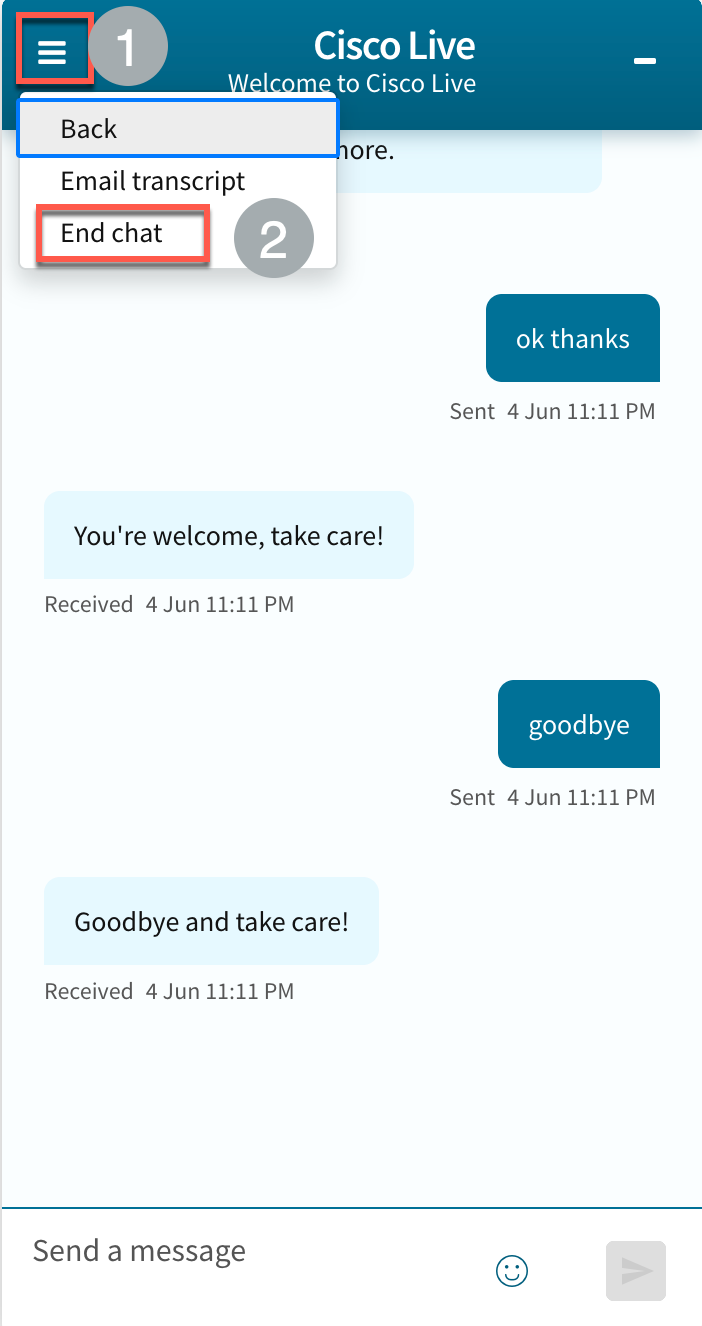 1
Cisco Live
Welcome to Cisco Live
Back
more.
Email transcript
End chat
2
ok thanks
Sent 4 Jun 11:11 PM
You're welcome, take care!
Received 4 Jun 11:11 PM
goodbye
Sent 4 Jun 11:11 PM
Goodbye and take care!
Received 4 Jun 11:11 PM
Send a message